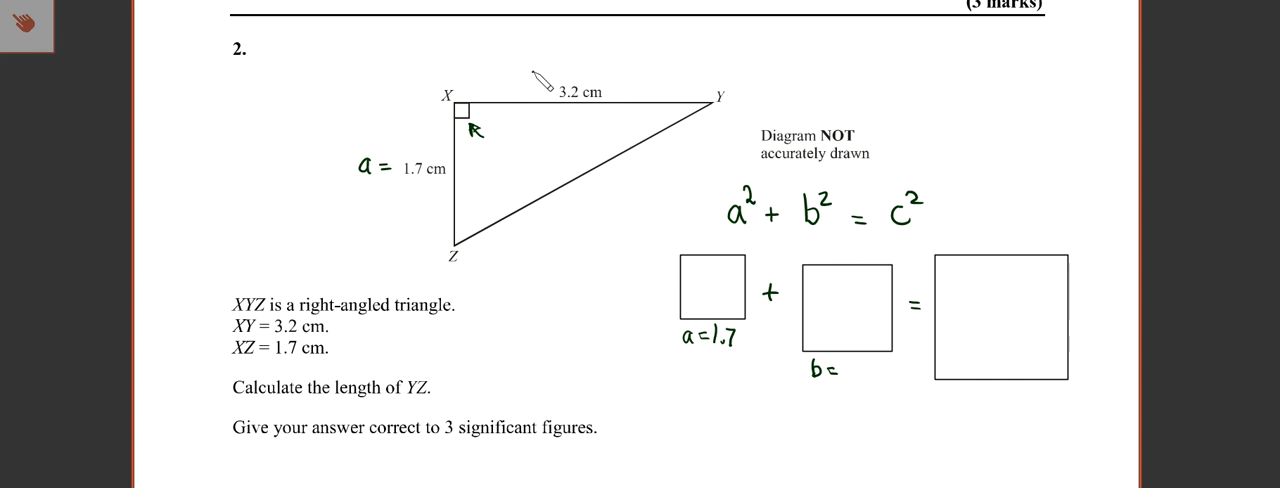 (3 marks)
2.
X
3.2 cm
Y
Diagram NOT
accurately drawn
a = 1.7 cm
a² + b² = c²
Z
+
=
XYZ is a right-angled triangle.
XY = 3.2 cm.
XZ = 1.7 cm.
a=1.7
b=
Calculate the length of YZ.
Give your answer correct to 3 significant figures.